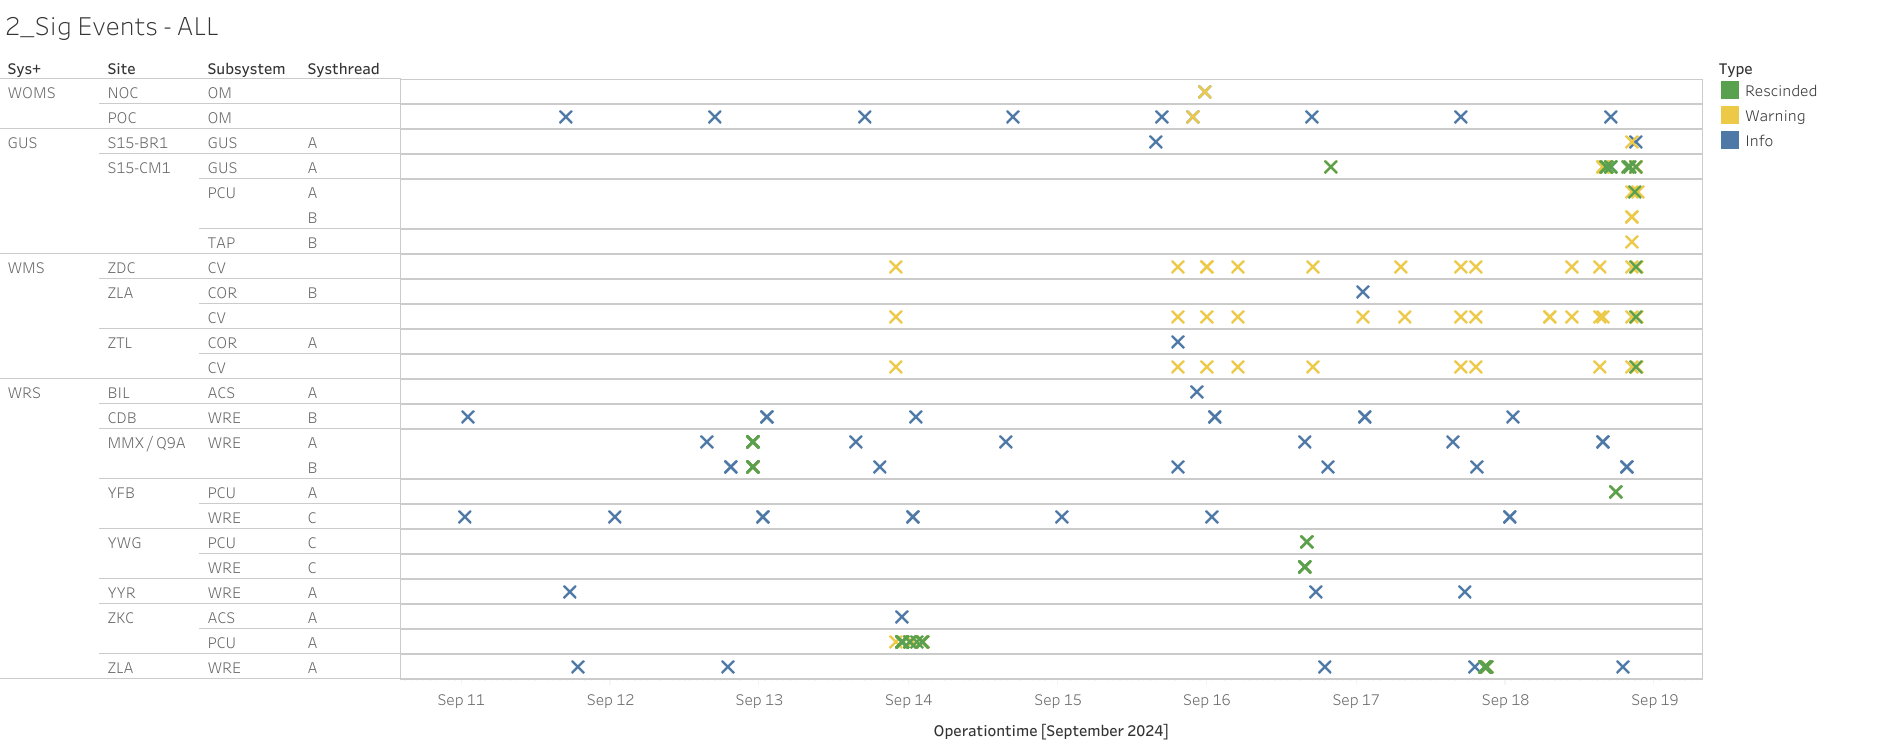 2_Sig Events - ALL
Sys+ Site Subsystem Systhread Type
WOMS NOC OM Rescinded
POC OM Warning
GUS S15-BR1 GUS A Info
S15-CM1 GUS A
PCU A
B
TAP B
WMS ZDC CV
ZLA COR B
CV
ZTL COR A
CV
WRS BIL ACS A
CDB WRE B
MMX / Q9A WRE A
B
YFB PCU A
WRE C
YWG PCU C
WRE C
YYR WRE A
ZKC ACS A
PCU A
ZLA WRE A
Sep 11 Sep 12 Sep 13 Sep 14 Sep 15 Sep 16 Sep 17 Sep 18 Sep 19
Operationtime [September 2024]